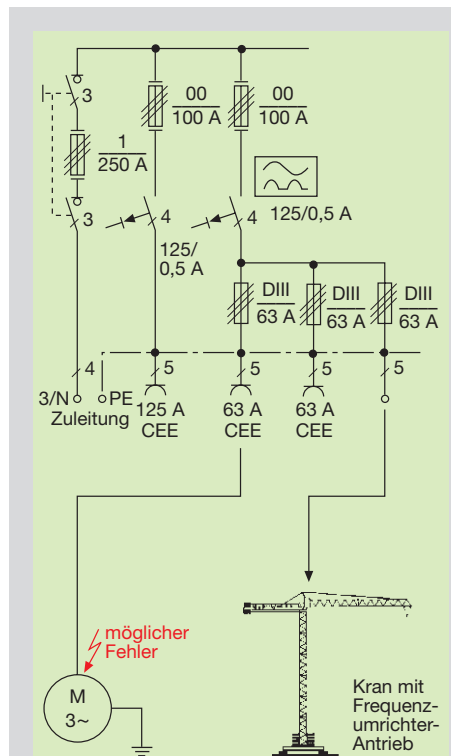 3
00
100 A
00
100 A
1
250 A
3
4
125/
0,5 A
4
125/0,5 A
DIII
63 A
DIII
63 A
DIII
63 A
4
5
5
5
5
3/N
PE
Zuleitung
125 A
CEE
63 A
CEE
63 A
CEE
möglicher
Fehler
M
3~
Kran mit
Frequenz-
umrichter-
Antrieb